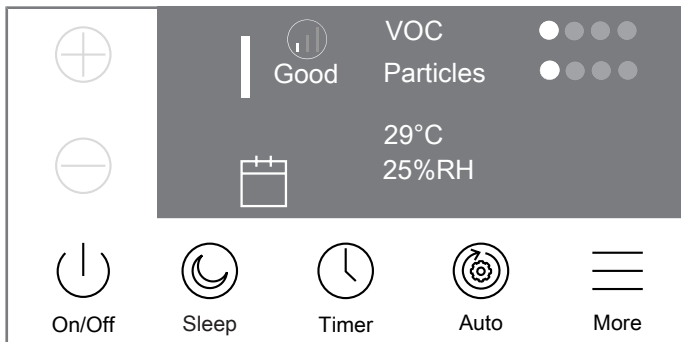 VOC
Good
Particles
29°C
25%RH
On/Off
Sleep
Timer
Auto
More